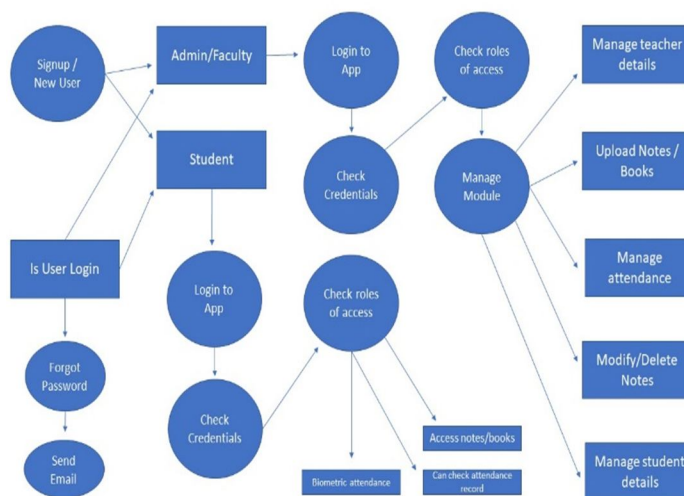 Signup /
New User
Admin/Faculty
Login to
App
Check roles
of access
Manage teacher
details
Student
Check
Credentials
Manage
Module
Upload Notes /
Books
Is User Login
Login to
App
Check roles
of access
Manage
attendance
Forgot
Password
Check
Credentials
Modify/Delete
Notes
Send
Email
Access notes/books
Biometric attendance
Can check attendance
record
Manage student
details